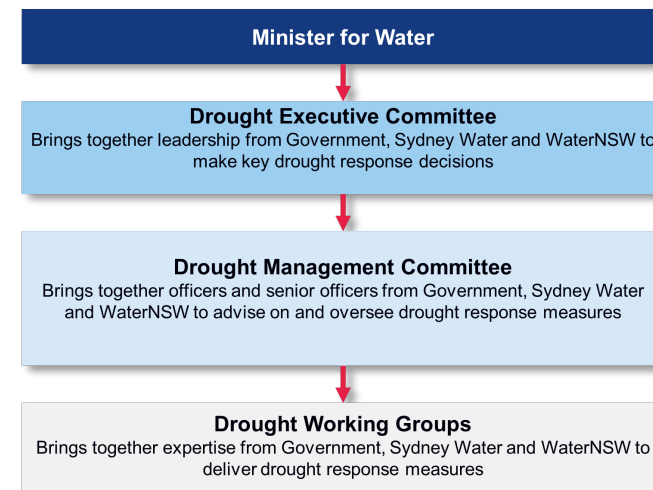 Minister for Water
Drought Executive Committee
Brings together leadership from Government, Sydney Water and WaterNSW to
make key drought response decisions
Drought Management Committee
Brings together officers and senior officers from Government, Sydney Water
and WaterNSW to advise on and oversee drought response measures
Drought Working Groups
Brings together expertise from Government, Sydney Water and WaterNSW to
deliver drought response measures